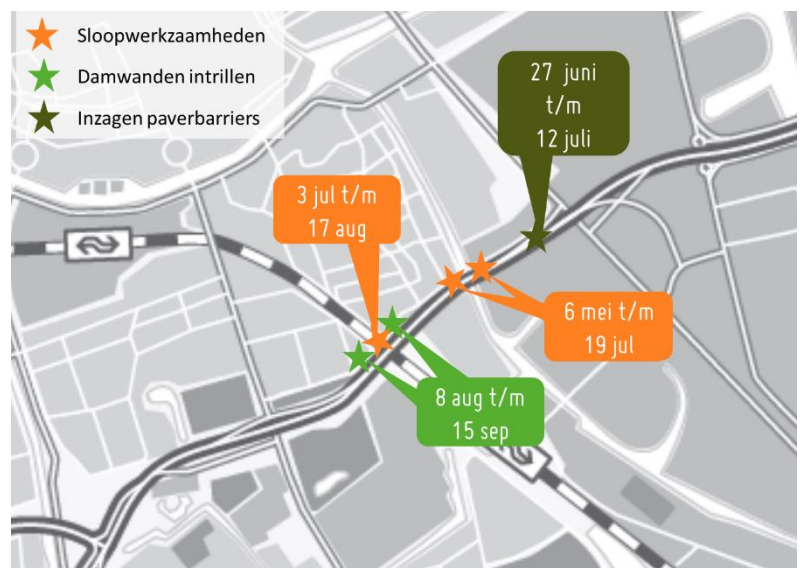 Sloopwerkzaamheden
Damwanden intrillen
Inzagen paverbarriers
27 juni
t/m
12 juli
3 jul t/m
17 aug
6 mei t/m
19 jul
8 aug t/m
15 sep